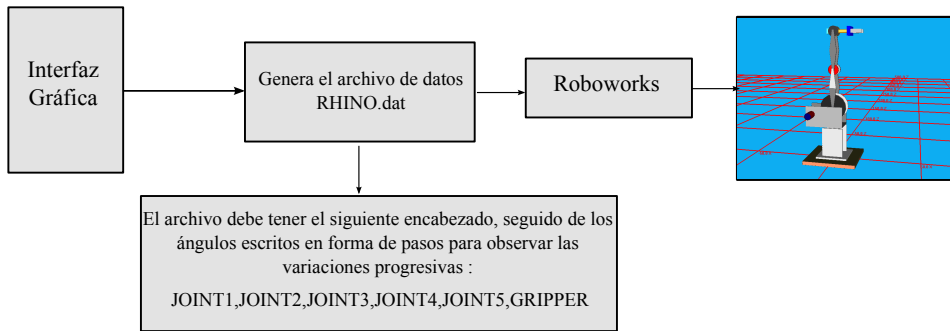 Interfaz
Gráfica
Genera el archivo de datos
RHINO.dat
Roboworks
El archivo debe tener el siguiente encabezado, seguido de los
ángulos escritos en forma de pasos para observar las
variaciones progresivas :
JOINT1,JOINT2,JOINT3,JOINT4,JOINT5,GRIPPER